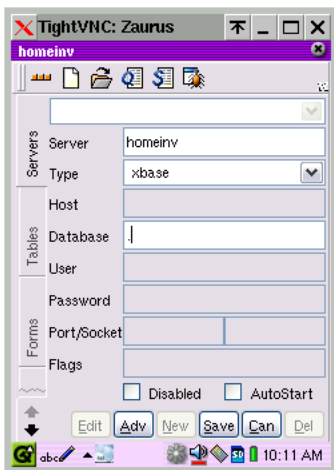 TightVNC: Zaurus
homeinv
Servers
Tables
Forms
Server homeinv
Type xbase
Host
Database .
User
Password
Port/Socket
Flags
Disabled AutoStart
Edit Adv New Save Can Del
abc 10:11 AM